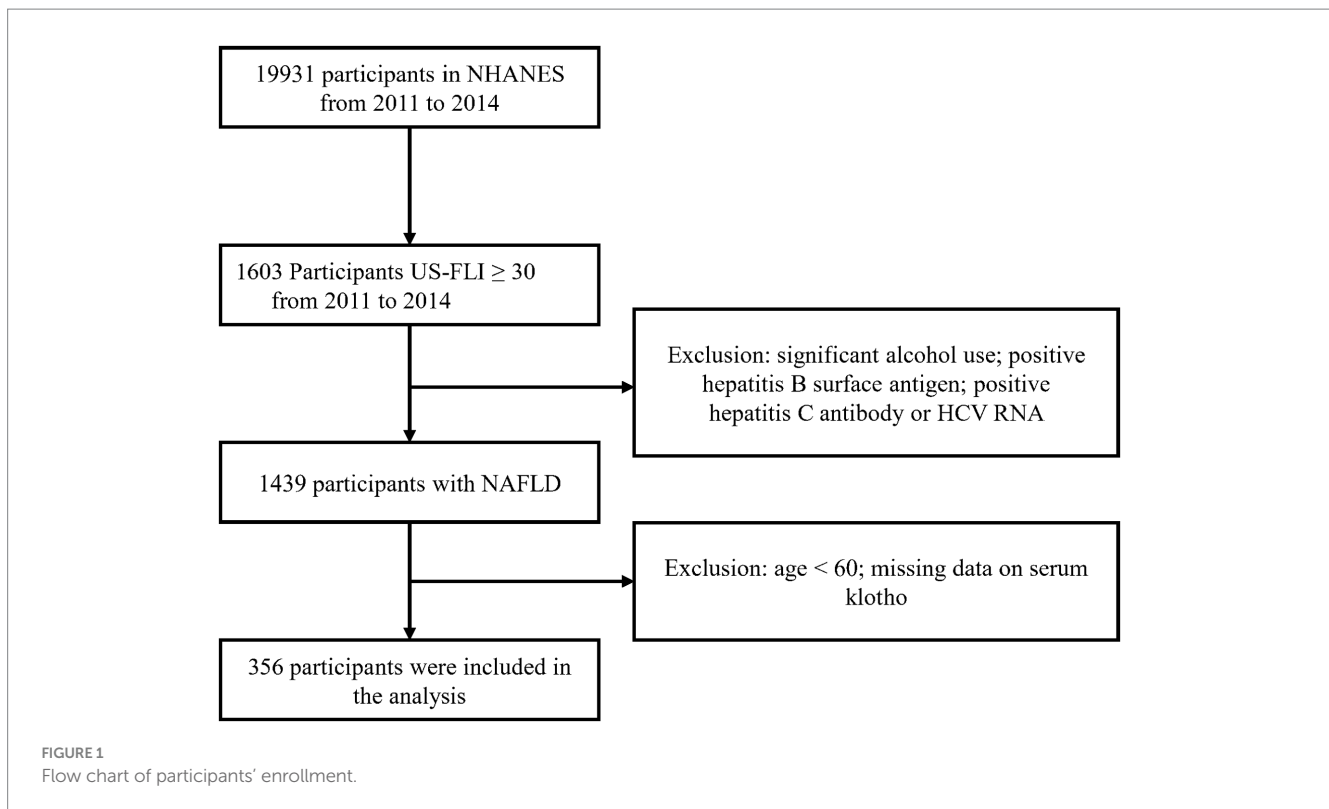 19931 participants in NHANES
from 2011 to 2014
1603 Participants US-FLI ≥ 30
from 2011 to 2014
Exclusion: significant alcohol use; positive
hepatitis B surface antigen; positive
hepatitis C antibody or HCV RNA
1439 participants with NAFLD
Exclusion: age < 60; missing data on serum
klotho
356 participants were included in
the analysis
FIGURE 1
Flow chart of participants’ enrollment.